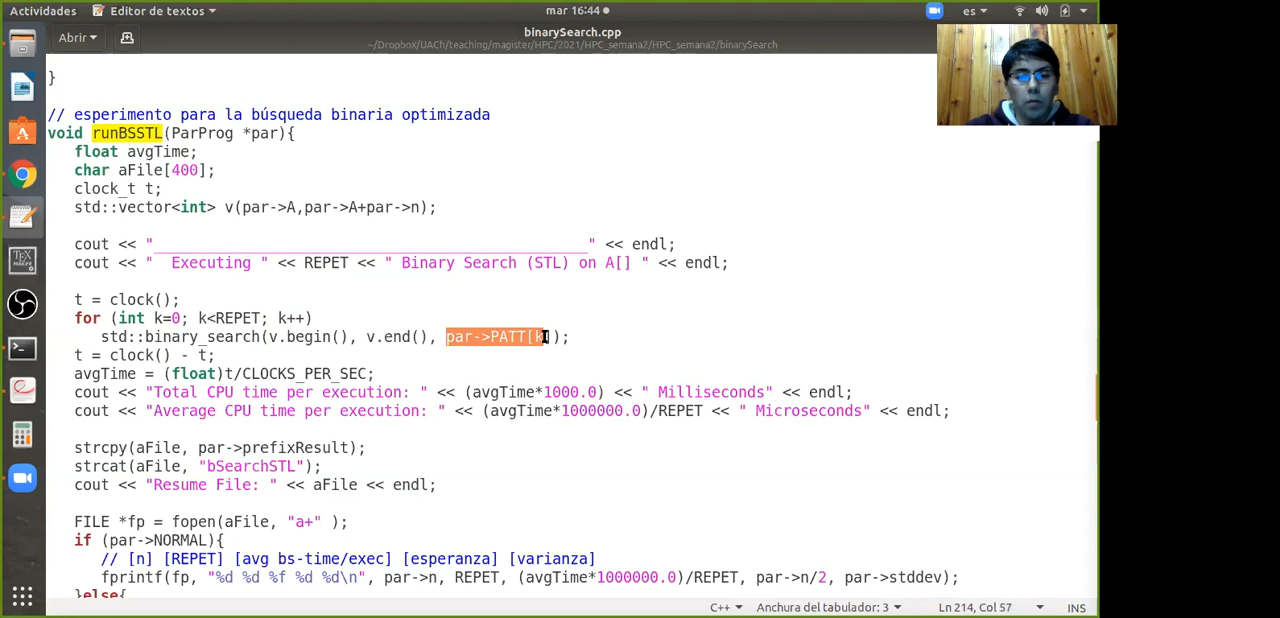 Actividades
Editor de textos
mar 16:44
es
Abrir
binarySearch.cpp
~/Dropbox/UACh/teaching/magister/HPC/2021/HPC_semana2/HPC_semana2/binarySearch
}
// esperimento para la búsqueda binaria optimizada
void runBSSTL(ParProg *par){
float avgTime;
char aFile[400];
clock_t t;
std::vector<int> v(par->A,par->A+par->n);
cout << "________________________________________________" << endl;
cout << "  Executing " << REPET << " Binary Search (STL) on A[] " << endl;
t = clock();
for (int k=0; k<REPET; k++)
std::binary_search(v.begin(), v.end(), par->PATT[k]);
t = clock() - t;
avgTime = (float)t/CLOCKS_PER_SEC;
cout << "Total CPU time per execution: " << (avgTime*1000.0) << " Milliseconds" << endl;
cout << "Average CPU time per execution: " << (avgTime*1000000.0)/REPET << " Microseconds" << endl;
strcpy(aFile, par->prefixResult);
strcat(aFile, "bSearchSTL");
cout << "Resume File: " << aFile << endl;
FILE *fp = fopen(aFile, "a+" );
if (par->NORMAL){
// [n] [REPET] [avg bs-time/exec] [esperanza] [varianza]
fprintf(fp, "%d %d %f %d %d\n", par->n, REPET, (avgTime*1000000.0)/REPET, par->n/2, par->stddev);
}else{
C++
Anchura del tabulador: 3
Ln 214, Col 57
INS